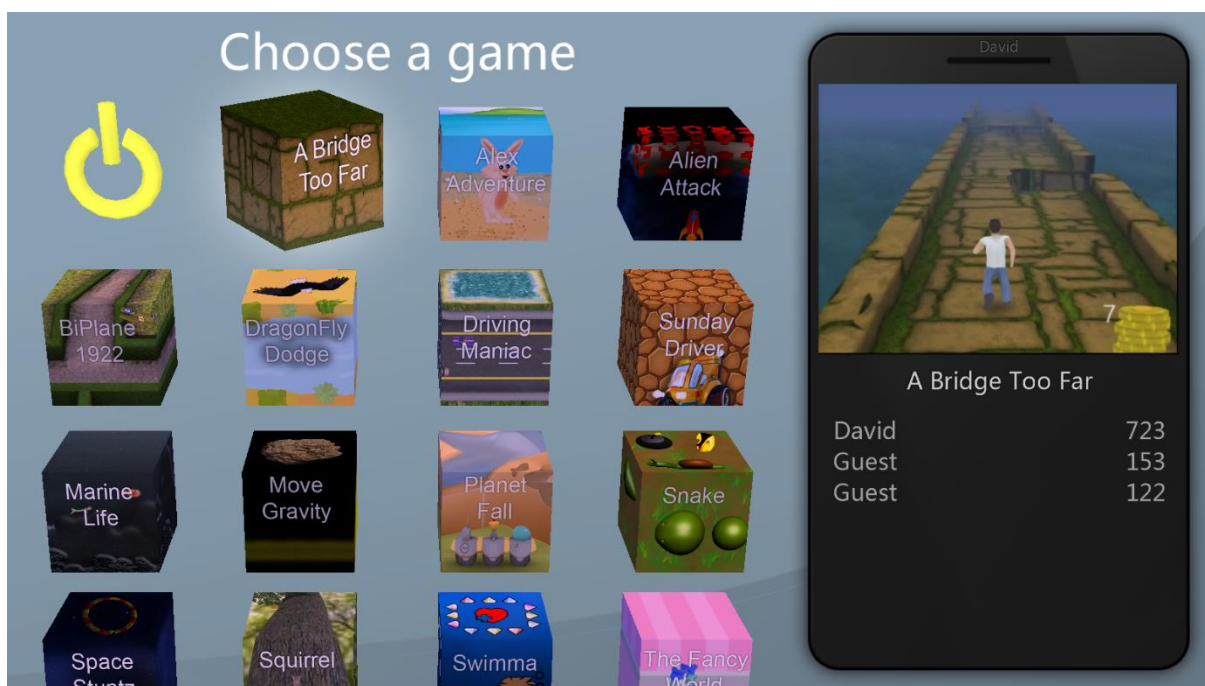 Choose a game
David
A Bridge
Too Far
Alex
Adventure
Alien
Attack
7
BiPlane
1922
DragonFly
Dodge
Driving
Maniac
Sunday
Driver
A Bridge Too Far
David 723
Guest 153
Guest 122
Marine
Life
Move
Gravity
Planet
Fall
Snake
Space
Stuntz
Squirrel
Swimma
The Fancy
World